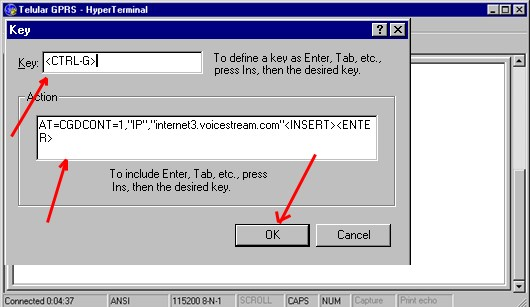 Telular GPRS - HyperTerminal
Key
Key: <CTRL-G>
To define a key as Enter, Tab, etc.,
press Ins, then the desired key.
Action
AT=CGDCONT=1,"IP","internet3.voicestream.com"<INSERT><ENTE
R>
To include Enter, Tab, etc., press
Ins, then the desired key.
OK Cancel
Connected 0:04:37 ANSI 115200 8-N-1 SCROLL CAPS NUM Capture Print echo